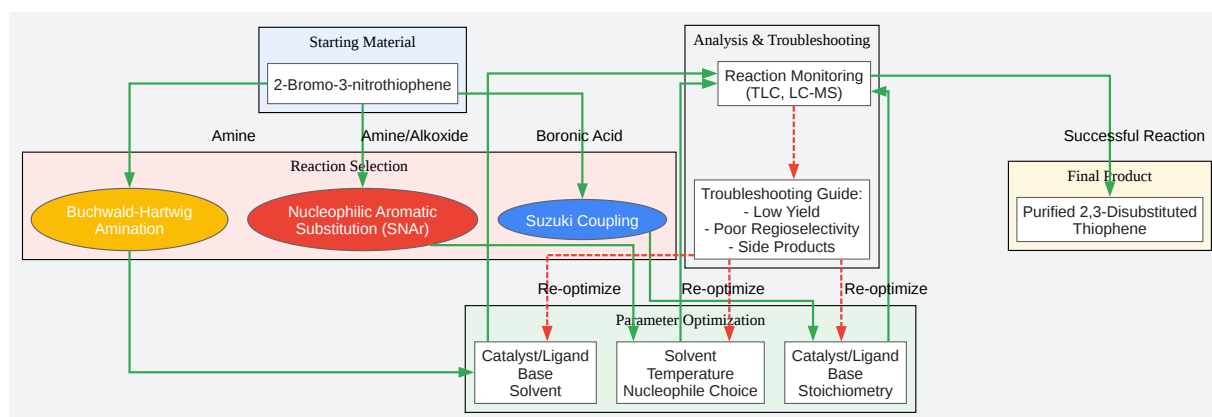 Starting Material
2-Bromo-3-nitrothiophene
Analysis & Troubleshooting
Reaction Monitoring
(TLC, LC-MS)
Amine
Amine/Alkoxide
Boronic Acid
Successful Reaction
Reaction Selection
Buchwald-Hartwig
Amination
Nucleophilic Aromatic
Substitution (SNAr)
Suzuki Coupling
Troubleshooting Guide:
- Low Yield
- Poor Regioselectivity
- Side Products
Final Product
Purified 2,3-Disubstituted
Thiophene
Re-optimize
Re-optimize
Re-optimize
Parameter Optimization
Catalyst/Ligand
Base
Solvent
Solvent
Temperature
Nucleophile Choice
Catalyst/Ligand
Base
Stoichiometry